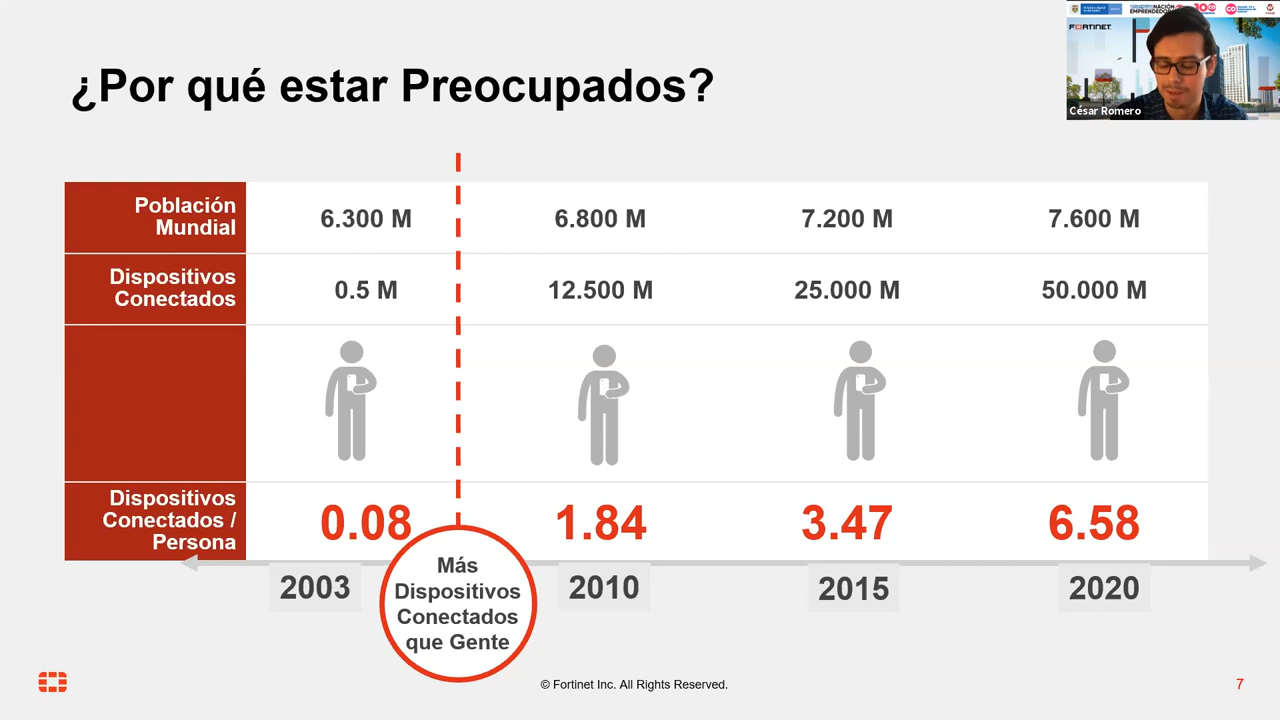 ¿Por qué estar Preocupados?
NACIÓN
EMPRENDEDORA
FORTINET
César Romero
Población
Mundial
6.300 M
6.800 M
7.200 M
7.600 M
Dispositivos
Conectados
0.5 M
12.500 M
25.000 M
50.000 M
Dispositivos
Conectados /
Persona
0.08
1.84
3.47
6.58
2003
2010
2015
2020
Más
Dispositivos
Conectados
que Gente
© Fortinet Inc. All Rights Reserved.
7